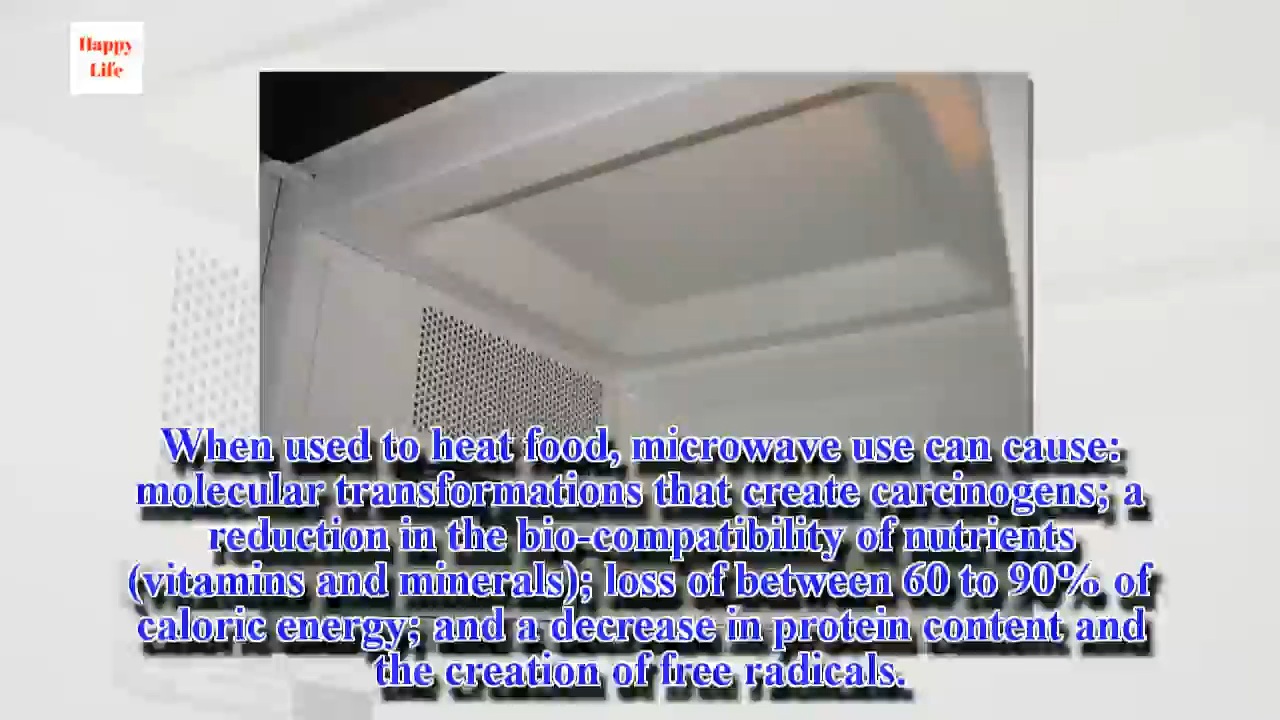 Happy
Life
When used to heat food, microwave use can cause:
molecular transformations that create carcinogens; a
reduction in the bio-compatibility of nutrients
(vitamins and minerals); loss of between 60 to 90% of
caloric energy; and a decrease in protein content and
the creation of free radicals.